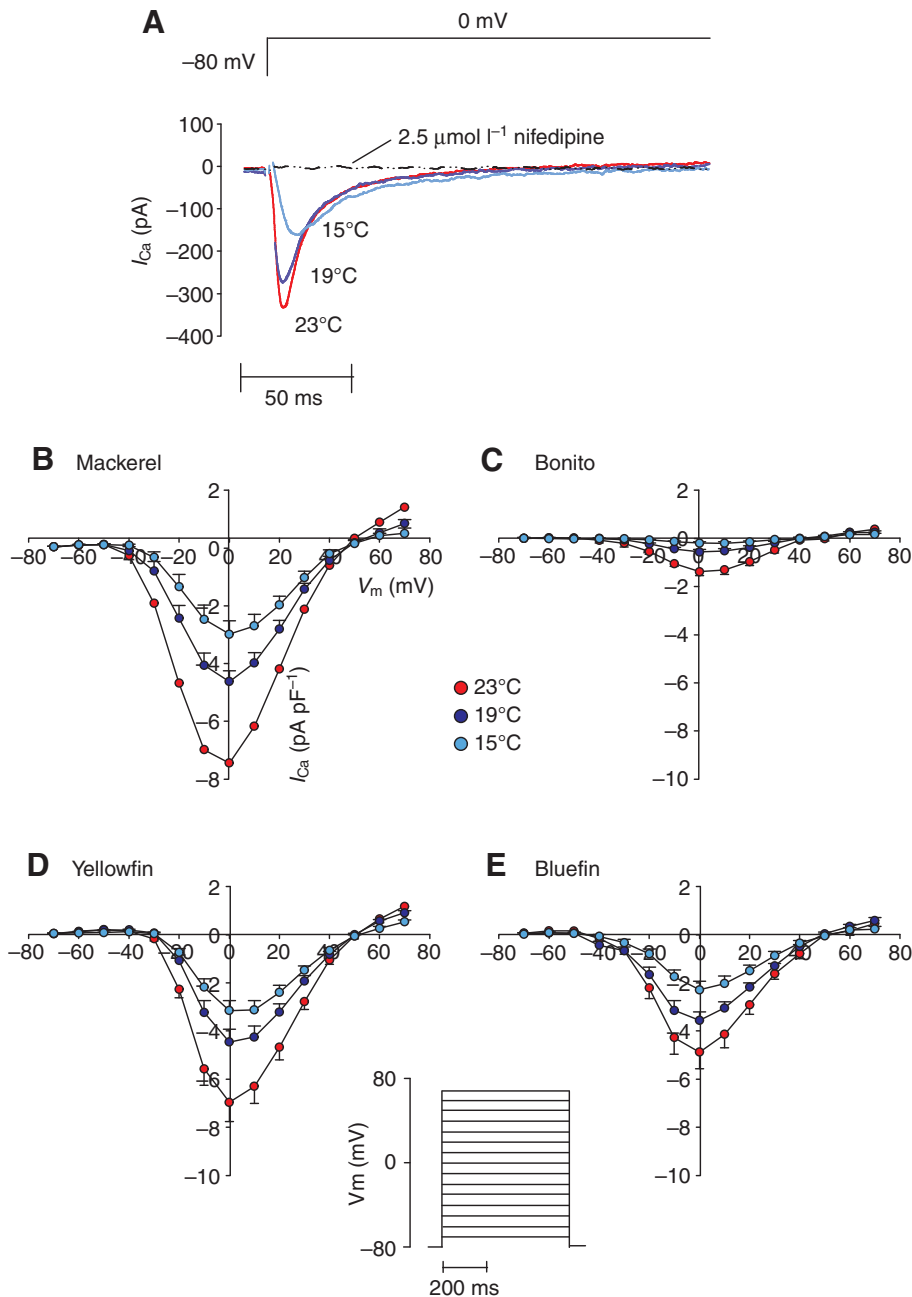 A
0 mV
−80 mV
100
0
−100
−200
−300
−400
I_Ca (pA)
2.5 μmol l⁻¹ nifedipine
15°C
19°C
23°C
50 ms
B Mackerel
2
0
−80 −60 −40 −20 0 20 40 60 80
V_m (mV)
−2
−4
−6
−8
I_Ca (pA pF⁻¹)
C Bonito
2
−80 −60 −40 −20 0 20 40 60 80
−2
−4
−6
−8
−10
23°C
19°C
15°C
D Yellowfin
2
−80 −60 −40 −20 0 20 40 60 80
−2
−4
−6
−8
−10
E Bluefin
2
−80 −60 −40 −20 0 20 40 60 80
−2
−4
−6
−8
−10
80
0
−80
Vm (mV)
200 ms